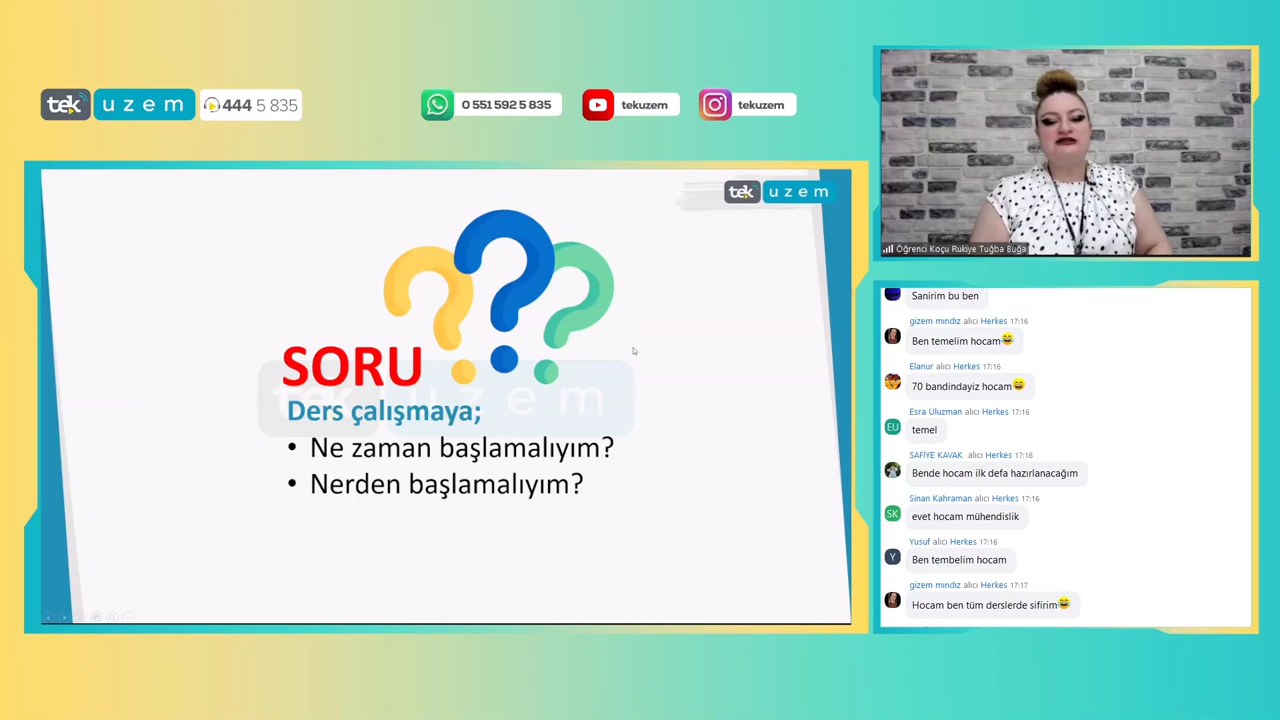 tek uzem 444 5 835
0 551 592 5 835
tekuzem
tekuzem
tek uzem
SORU
tek uzem
Ders çalışmaya;
• Ne zaman başlamalıyım?
• Nerden başlamalıyım?
Öğrenci Koçu Rukiye Tuğba Buğa
Sanirim bu ben
gizem mındız alıcı Herkes 17:16
Ben temelim hocam😅
Elanur alıcı Herkes 17:16
70 bandindayiz hocam😅
Esra Uluzman alıcı Herkes 17:16
EU
temel
SAFİYE KAVAK alıcı Herkes 17:16
Bende hocam ilk defa hazırlanacağım
Sinan Kahraman alıcı Herkes 17:16
SK
evet hocam mühendislik
Yusuf alıcı Herkes 17:16
Y
Ben tembelim hocam
gizem mındız alıcı Herkes 17:17
Hocam ben tüm derslerde sifirim😅